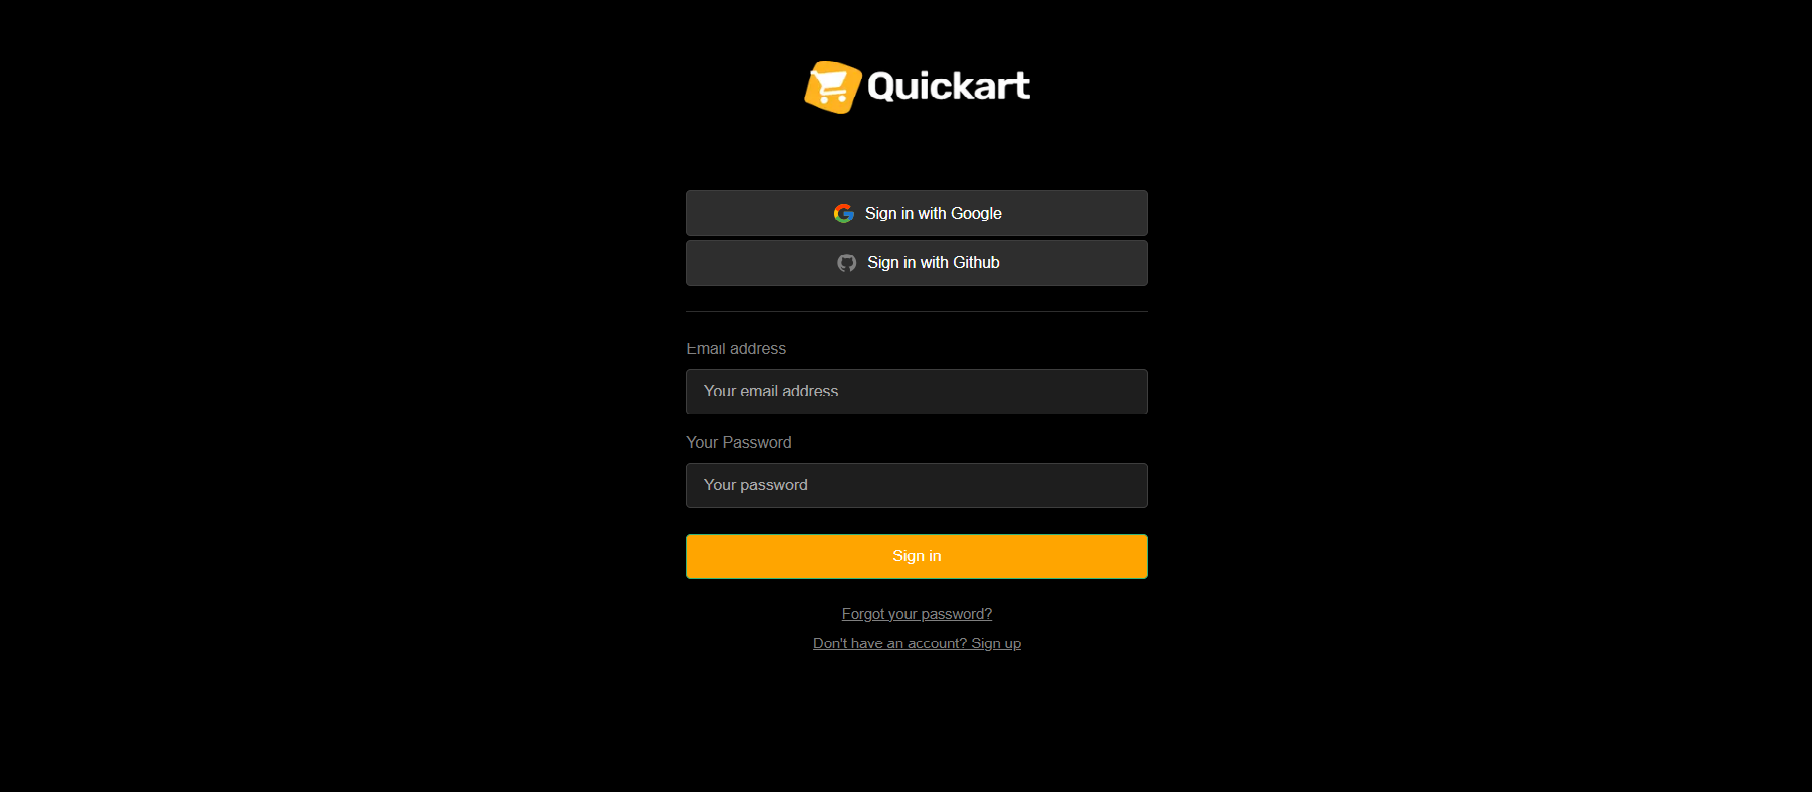 Quickart
Sign in with Google
Sign in with Github
Email address
Your email address
Your Password
Your password
Sign in
Forgot your password?
Don't have an account? Sign up